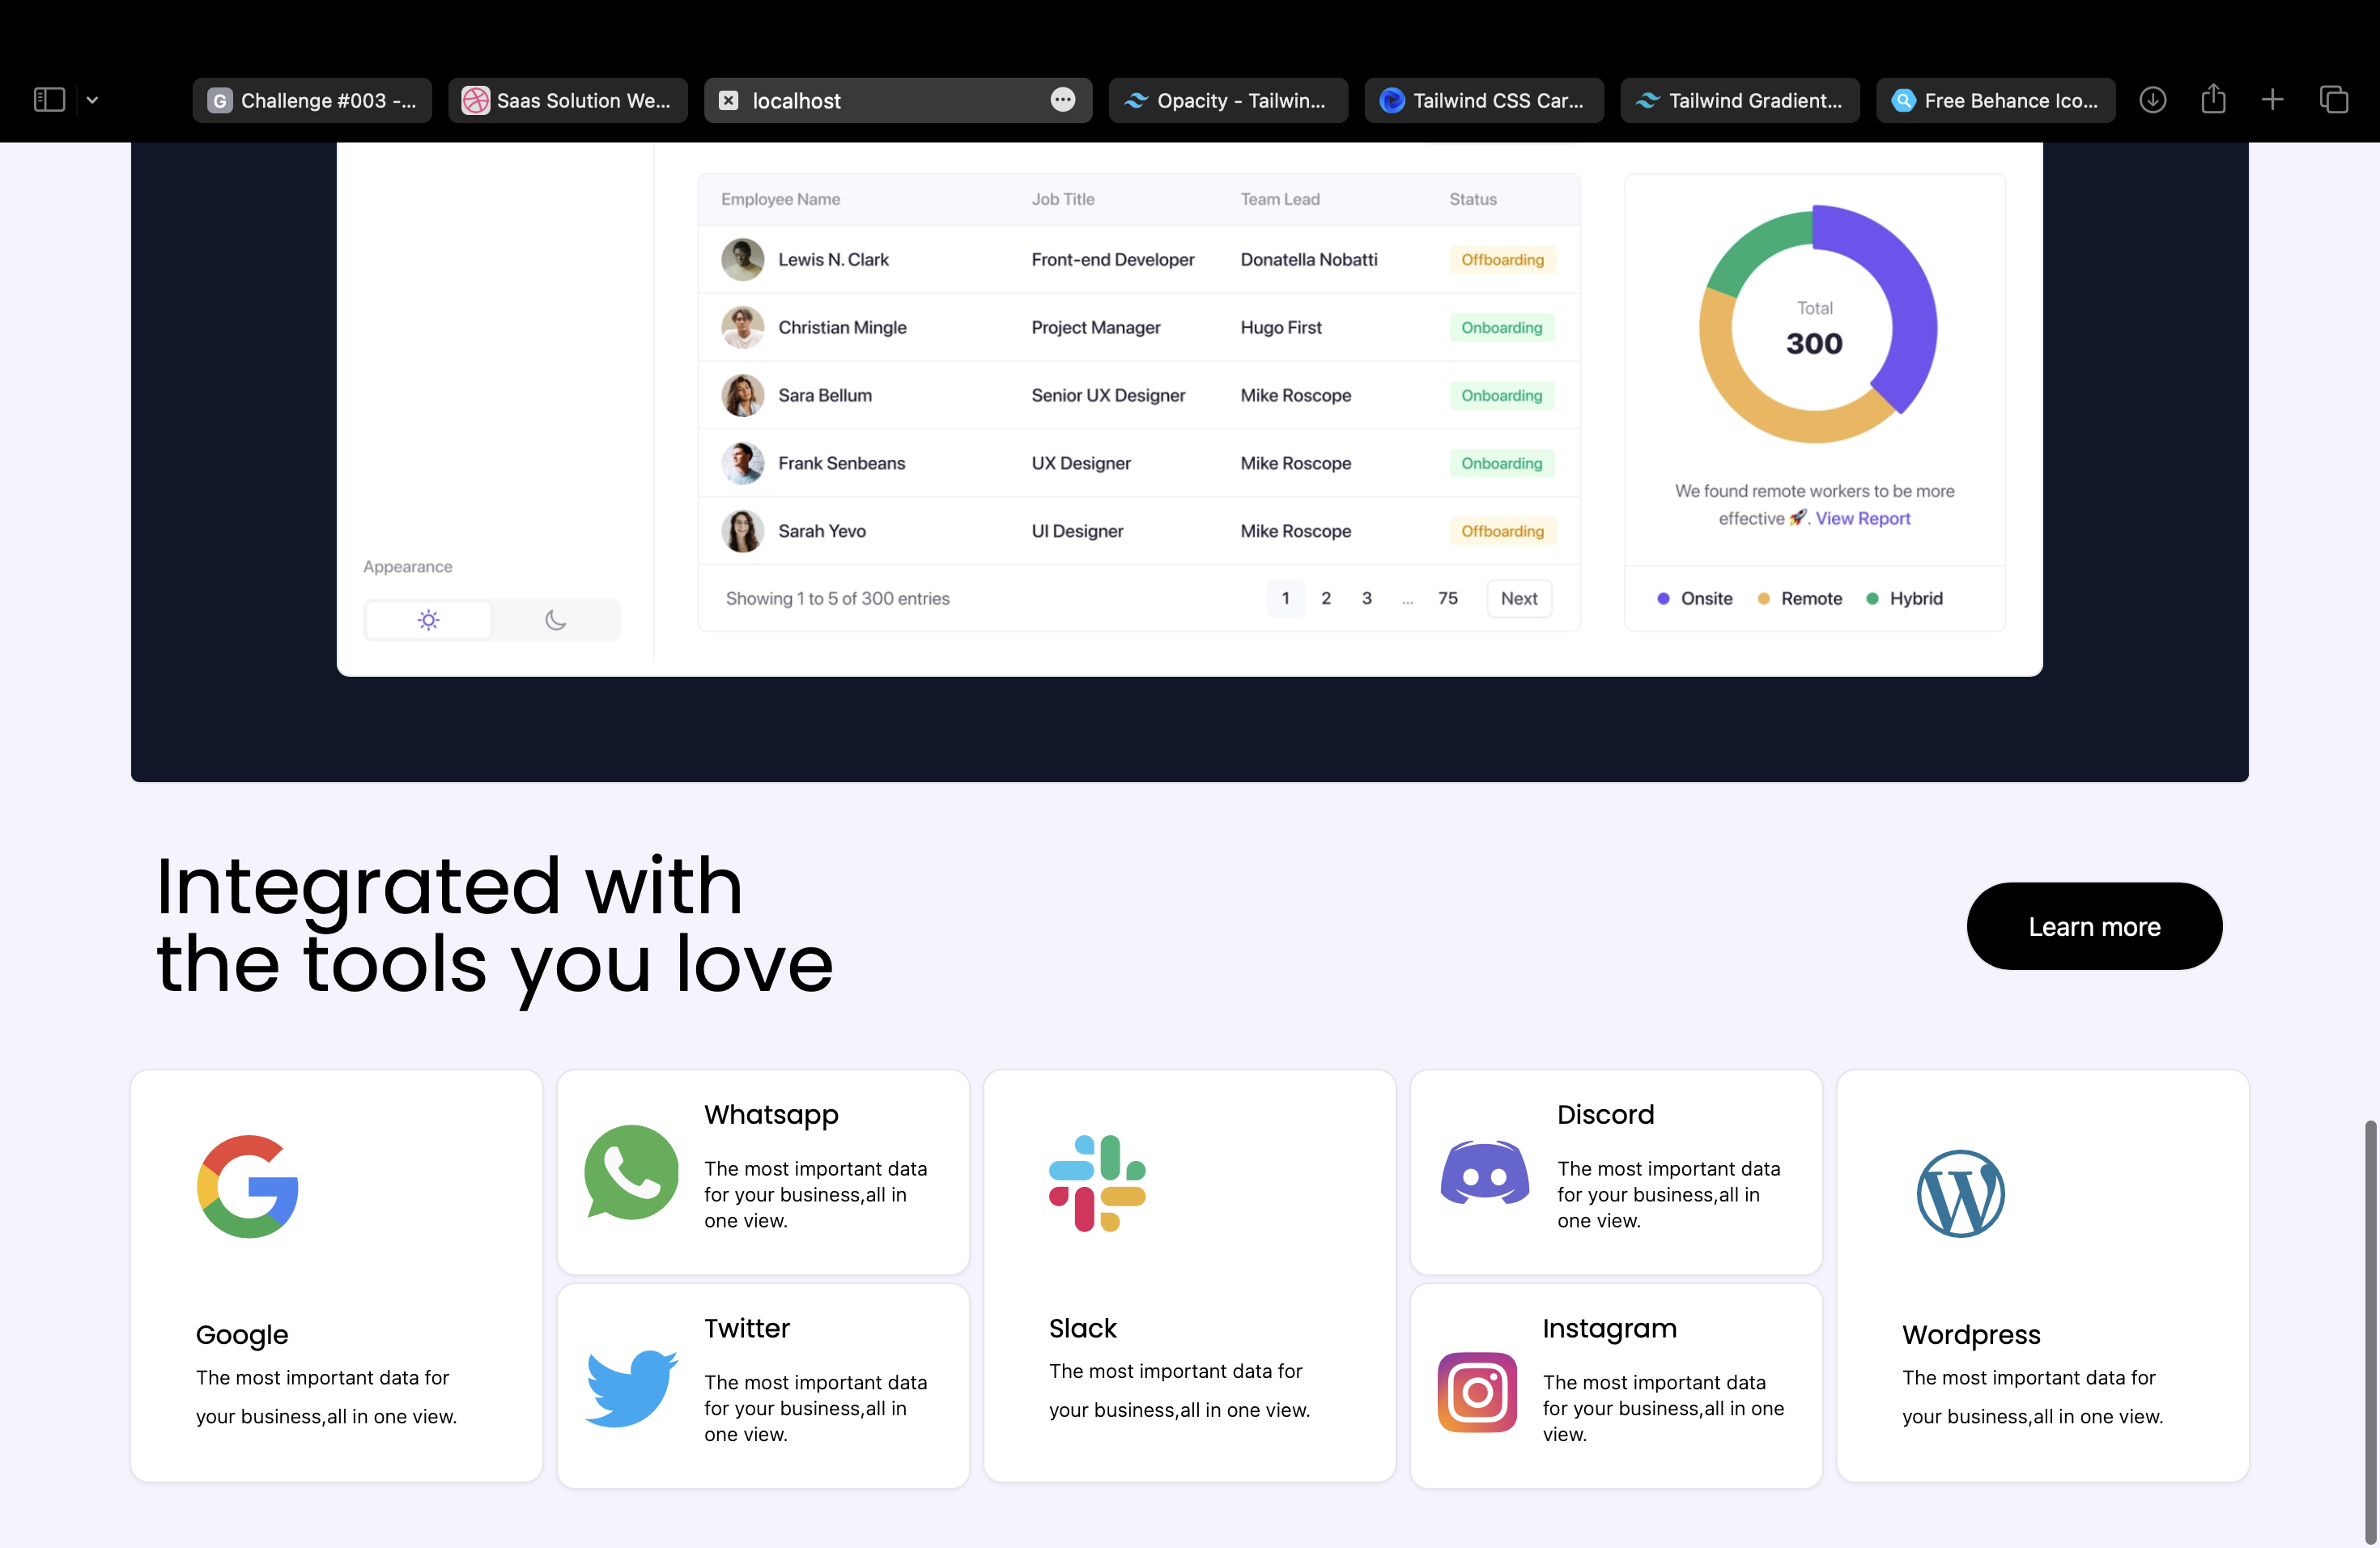 Challenge #003 -...
Saas Solution We...
localhost
Opacity - Tailwin...
Tailwind CSS Car...
Tailwind Gradient...
Free Behance Ico...
Employee Name Job Title Team Lead Status
Lewis N. Clark Front-end Developer Donatella Nobatti Offboarding
Christian Mingle Project Manager Hugo First Onboarding
Sara Bellum Senior UX Designer Mike Roscope Onboarding
Frank Senbeans UX Designer Mike Roscope Onboarding
Sarah Yevo UI Designer Mike Roscope Offboarding
Showing 1 to 5 of 300 entries 1 2 3 ... 75 Next
Total
300
We found remote workers to be more
effective 🚀. View Report
Onsite Remote Hybrid
Appearance
Integrated with
the tools you love
Learn more
Google
The most important data for
your business,all in one view.
Whatsapp
The most important data
for your business,all in
one view.
Twitter
The most important data
for your business,all in
one view.
Slack
The most important data for
your business,all in one view.
Discord
The most important data
for your business,all in
one view.
Instagram
The most important data
for your business,all in one
view.
Wordpress
The most important data for
your business,all in one view.